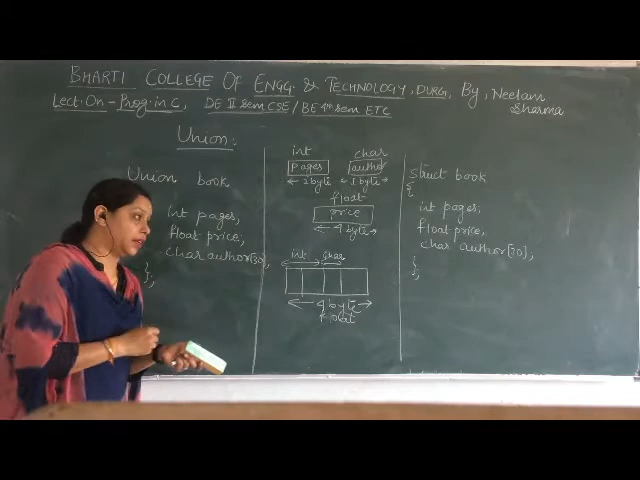 BHARTI COLLEGE OF ENGG. & TECHNOLOGY, DURG, By, Neelam Sharma
Lect. On - Prog. in C, DE II sem CSE/BE 4th sem ETC
Union:
Union book
int pages,
float price;
char author[30],
}
};
int char
pages author
2 byte 1 byte
float
price
4 byte
int char
4 byte
float
struct book
{
int pages;
float price,
char author[30],
}
};